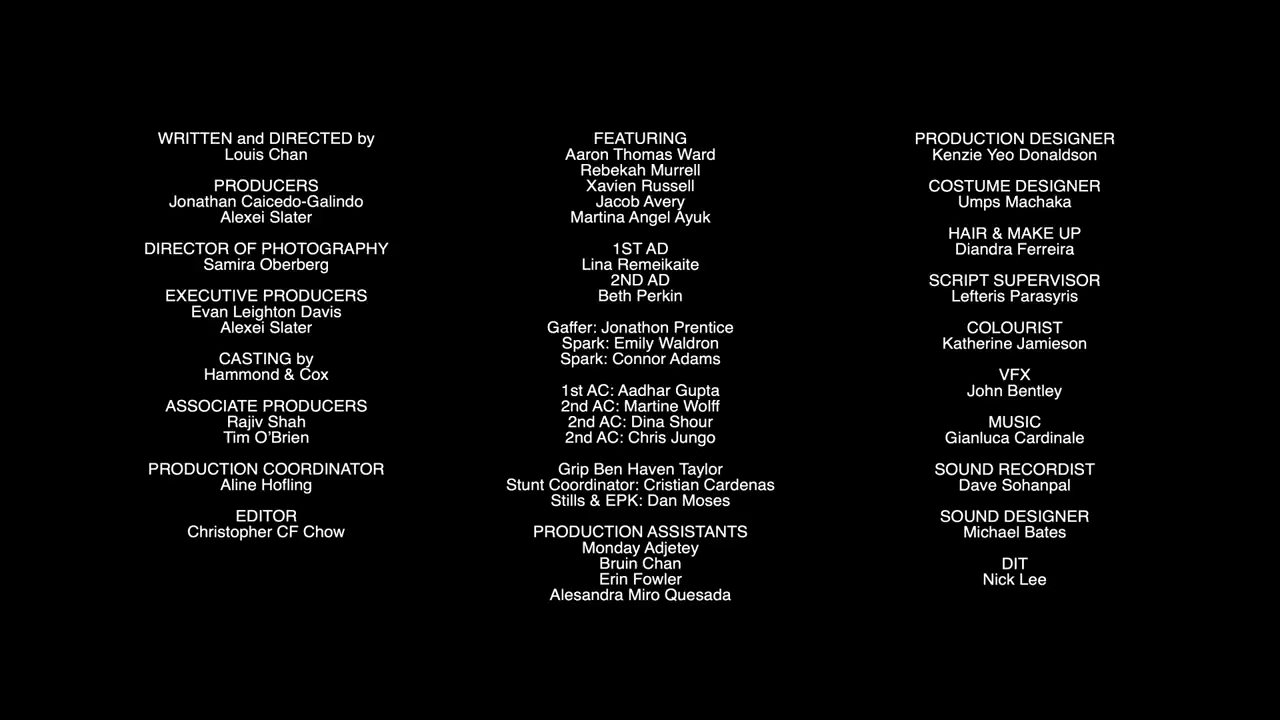 WRITTEN and DIRECTED by
Louis Chan
PRODUCERS
Jonathan Caicedo-Galindo
Alexei Slater
DIRECTOR OF PHOTOGRAPHY
Samira Oberberg
EXECUTIVE PRODUCERS
Evan Leighton Davis
Alexei Slater
CASTING by
Hammond & Cox
ASSOCIATE PRODUCERS
Rajiv Shah
Tim O'Brien
PRODUCTION COORDINATOR
Aline Hofling
EDITOR
Christopher CF Chow
FEATURING
Aaron Thomas Ward
Rebekah Murrell
Xavien Russell
Jacob Avery
Martina Angel Ayuk
1ST AD
Lina Remeikaite
2ND AD
Beth Perkin
Gaffer: Jonathon Prentice
Spark: Emily Waldron
Spark: Connor Adams
1st AC: Aadhar Gupta
2nd AC: Martine Wolff
2nd AC: Dina Shour
2nd AC: Chris Jungo
Grip Ben Haven Taylor
Stunt Coordinator: Cristian Cardenas
Stills & EPK: Dan Moses
PRODUCTION ASSISTANTS
Monday Adjetey
Bruin Chan
Erin Fowler
Alesandra Miro Quesada
PRODUCTION DESIGNER
Kenzie Yeo Donaldson
COSTUME DESIGNER
Umps Machaka
HAIR & MAKE UP
Diandra Ferreira
SCRIPT SUPERVISOR
Lefteris Parasyris
COLOURIST
Katherine Jamieson
VFX
John Bentley
MUSIC
Gianluca Cardinale
SOUND RECORDIST
Dave Sohanpal
SOUND DESIGNER
Michael Bates
DIT
Nick Lee